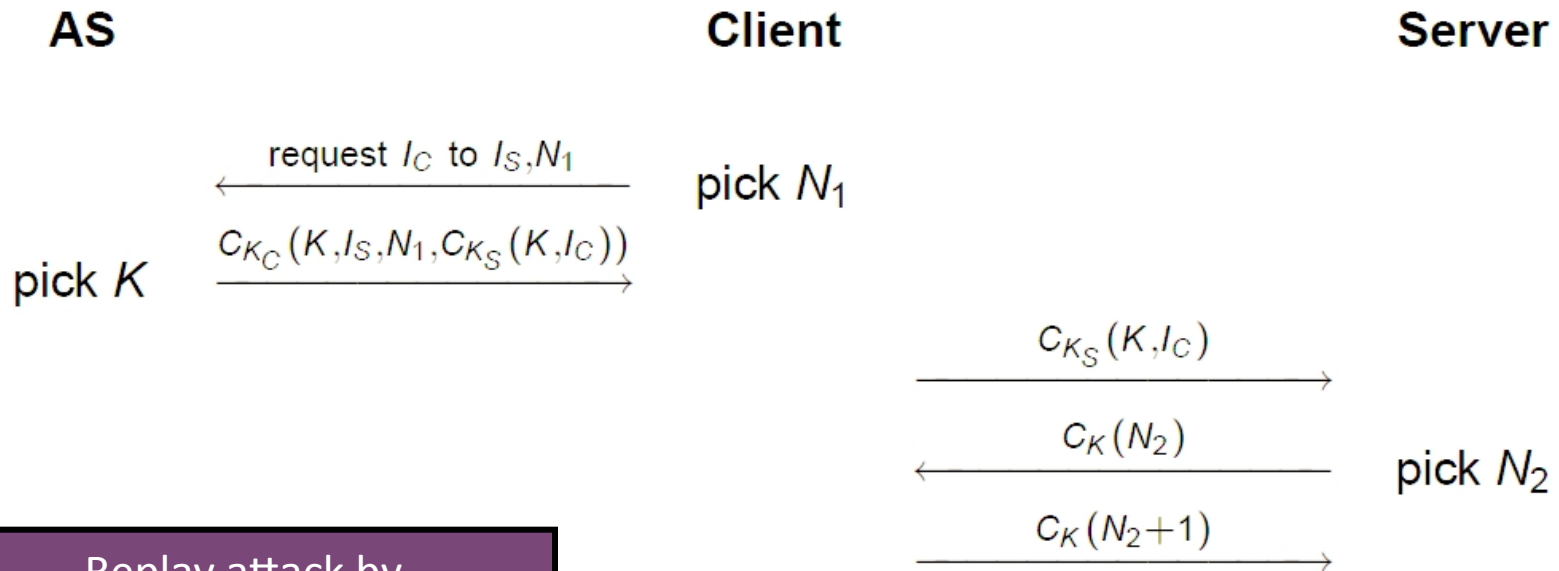 AS Client Server
request I_C to I_S,N_1
pick N_1
C_{K_C}(K,I_S,N_1,C_{K_S}(K,I_C))
pick K
C_{K_S}(K,I_C)
C_K(N_2)
pick N_2
C_K(N_2+1)
Replay attack by